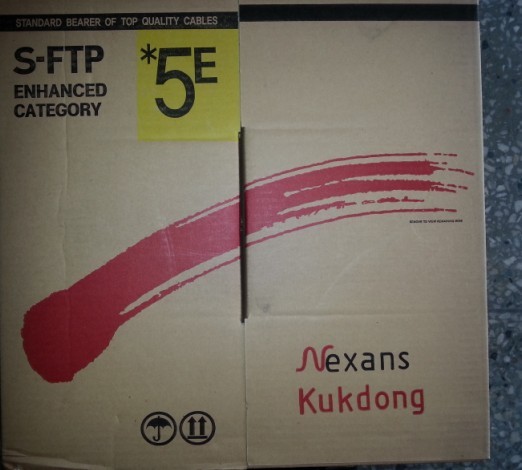 STANDARD BEARER OF TOP QUALITY CABLES
S-FTP
ENHANCED
CATEGORY
*5E
Nexans
Kukdong